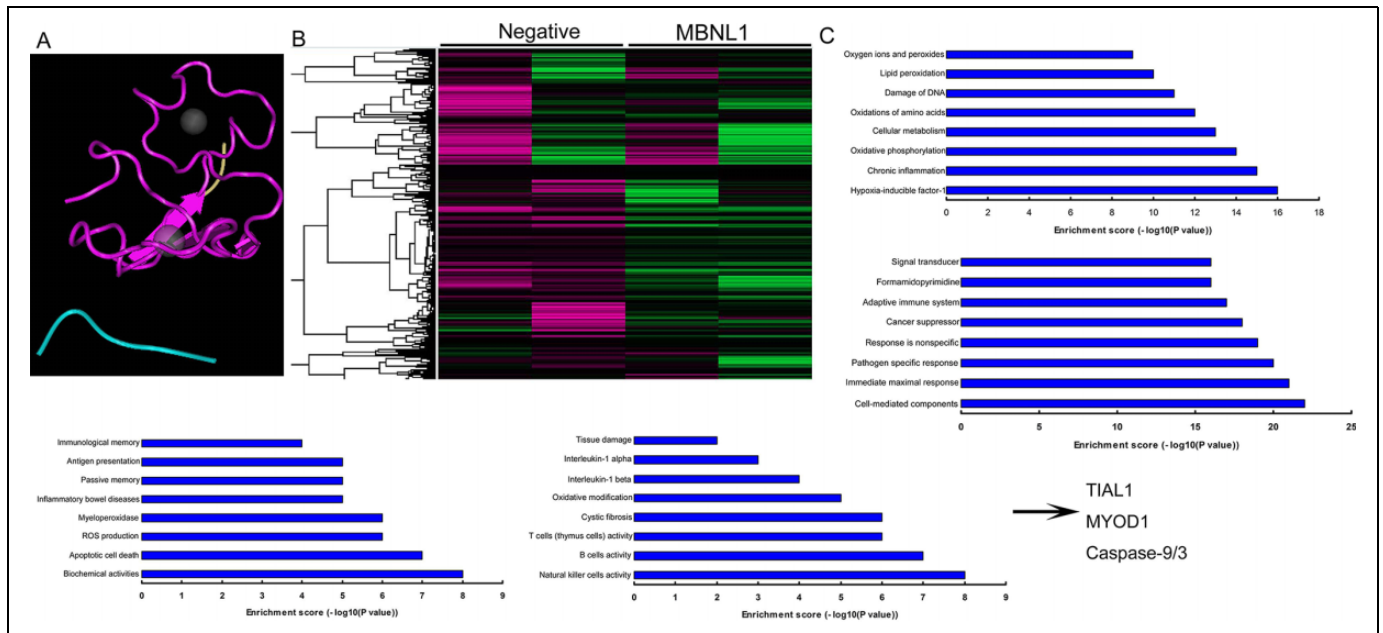 A
B
Negative
MBNL1
C
Oxygen ions and peroxides
Lipid peroxidation
Damage of DNA
Oxidations of amino acids
Cellular metabolism
Oxidative phosphorylation
Chronic inflammation
Hypoxia-inducible factor-1
0 2 4 6 8 10 12 14 16 18
Enrichment score (-log10(P value))
Signal transducer
Formamidopyrimidine
Adaptive immune system
Cancer suppressor
Response is nonspecific
Pathogen specific response
Immediate maximal response
Cell-mediated components
0 5 10 15 20 25
Enrichment score (-log10(P value))
Immunological memory
Antigen presentation
Passive memory
Inflammatory bowel diseases
Myeloperoxidase
ROS production
Apoptotic cell death
Biochemical activities
0 1 2 3 4 5 6 7 8 9
Enrichment score (-log10(P value))
Tissue damage
Interleukin-1 alpha
Interleukin-1 beta
Oxidative modification
Cystic fibrosis
T cells (thymus cells) activity
B cells activity
Natural killer cells activity
0 1 2 3 4 5 6 7 8 9
Enrichment score (-log10(P value))
TIAL1
MYOD1
Caspase-9/3